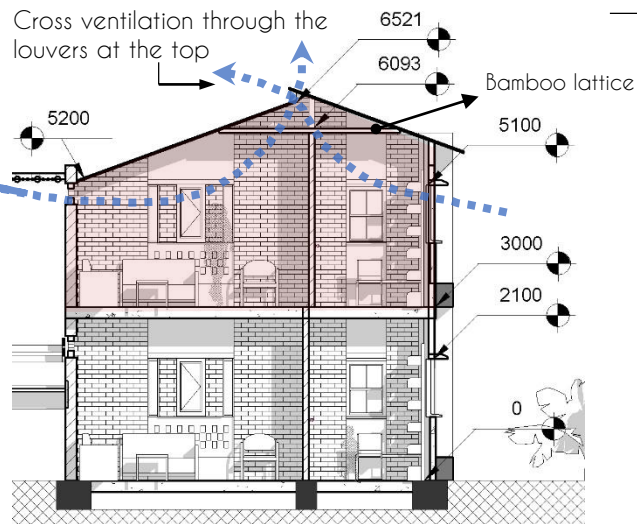 Cross ventilation through the
louvers at the top
6521
6093
Bamboo lattice
5200
5100
3000
2100
0